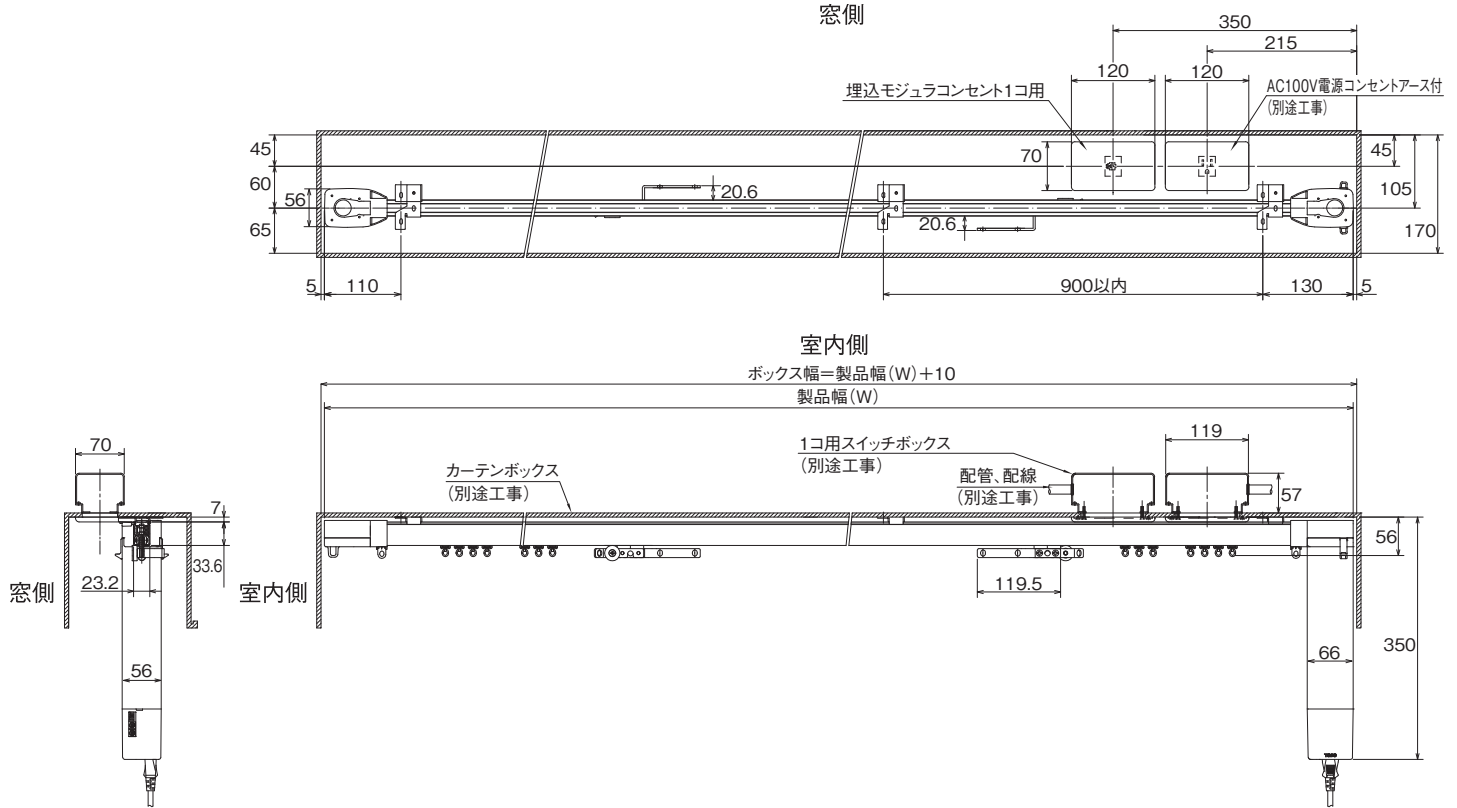 窓側
350
215
120
120
埋込モジュラコンセント1コ用
AC100V電源コンセントアース付
(別途工事)
45
60
56
65
70
20.6
20.6
45
105
170
5
110
900以内
130
5
室内側
ボックス幅=製品幅(W)+10
製品幅(W)
70
カーテンボックス
(別途工事)
1コ用スイッチボックス
(別途工事)
119
配管、配線
(別途工事)
57
7
33.6
23.2
窓側
室内側
56
119.5
56
66
350